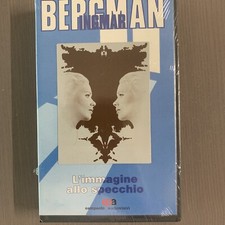 BERGMAN
INGMAR
L'immagine
allo specchio